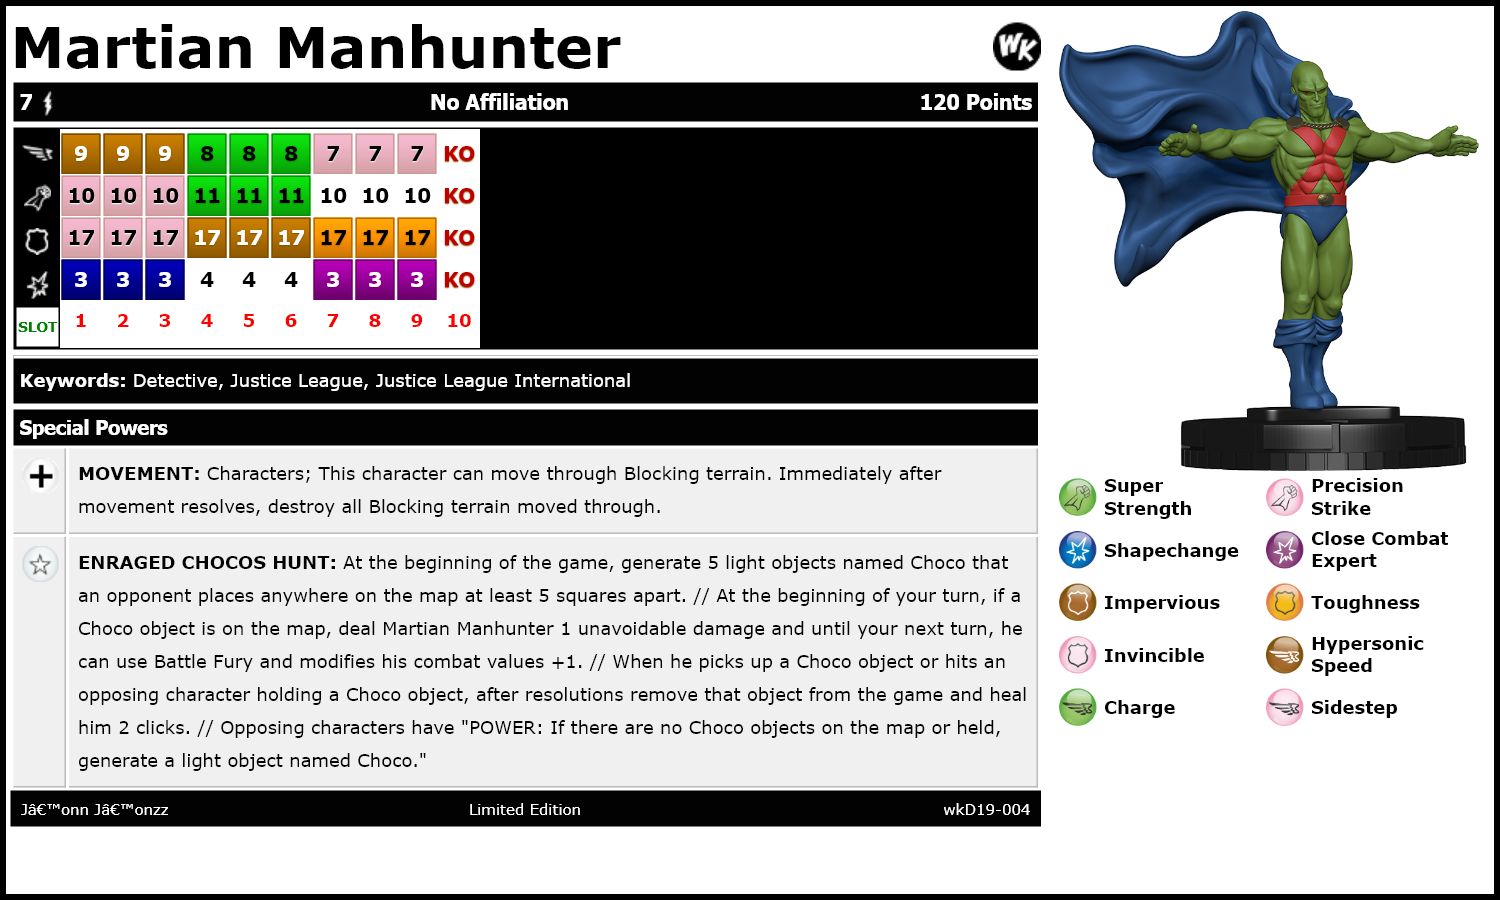 Martian Manhunter
WK
7 No Affiliation 120 Points
9 9 9 8 8 8 7 7 7 KO
10 10 10 11 11 11 10 10 10 KO
17 17 17 17 17 17 17 17 17 KO
3 3 3 4 4 4 3 3 3 KO
SLOT 1 2 3 4 5 6 7 8 9 10
Keywords: Detective, Justice League, Justice League International
Special Powers
MOVEMENT: Characters; This character can move through Blocking terrain. Immediately after
movement resolves, destroy all Blocking terrain moved through.
ENRAGED CHOCOS HUNT: At the beginning of the game, generate 5 light objects named Choco that
an opponent places anywhere on the map at least 5 squares apart. // At the beginning of your turn, if a
Choco object is on the map, deal Martian Manhunter 1 unavoidable damage and until your next turn, he
can use Battle Fury and modifies his combat values +1. // When he picks up a Choco object or hits an
opposing character holding a Choco object, after resolutions remove that object from the game and heal
him 2 clicks. // Opposing characters have "POWER: If there are no Choco objects on the map or held,
generate a light object named Choco."
Jâ€™onn Jâ€™onzz Limited Edition wkD19-004
Super
Strength
Precision
Strike
Shapechange
Close Combat
Expert
Impervious
Toughness
Invincible
Hypersonic
Speed
Charge
Sidestep